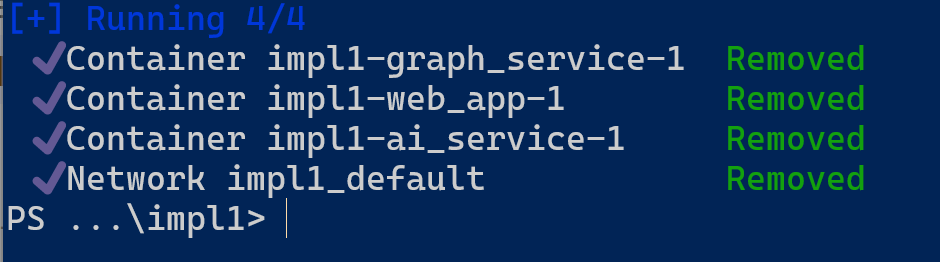 [+] Running 4/4
✔Container impl1-graph_service-1 Removed
✔Container impl1-web_app-1 Removed
✔Container impl1-ai_service-1 Removed
✔Network impl1_default Removed
PS ...\impl1>